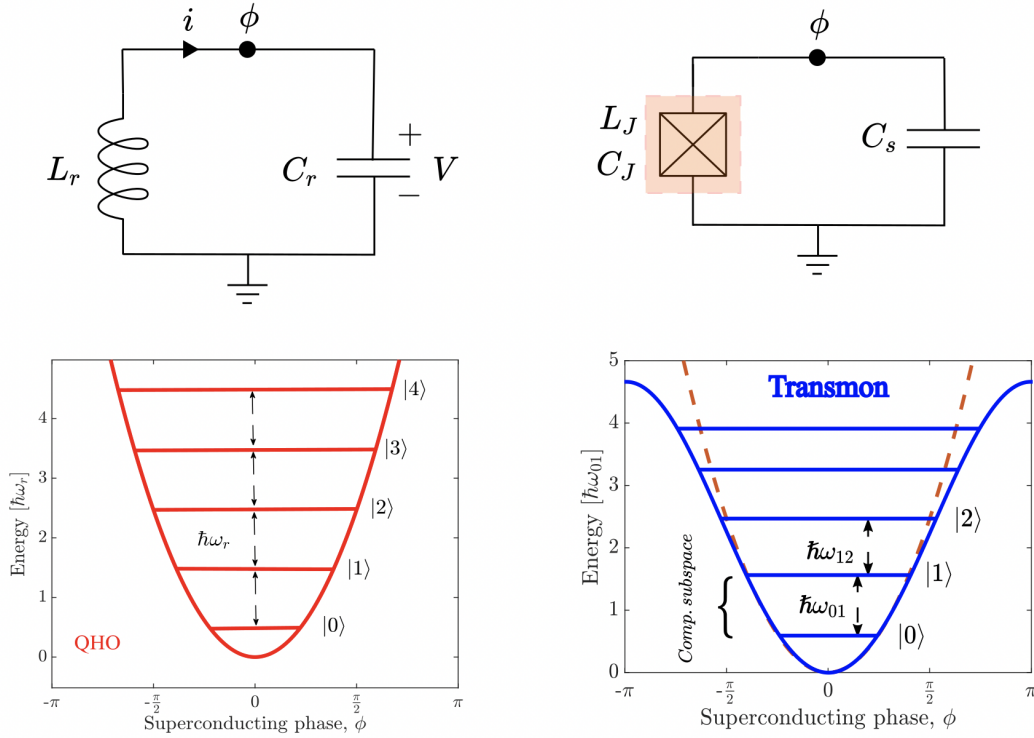 i
ϕ
L_r
C_r
+
V
−
ϕ
L_J
C_J
C_s
Energy [ℏω_r]
4
3
2
1
0
|4⟩
|3⟩
|2⟩
|1⟩
|0⟩
ℏω_r
QHO
-π
-π/2
0
π/2
π
Superconducting phase, ϕ
Energy [ℏω_01]
5
4
3
2
1
0
Transmon
|2⟩
|1⟩
|0⟩
ℏω_12
ℏω_01
Comp. subspace
{
-π
-π/2
0
π/2
π
Superconducting phase, ϕ